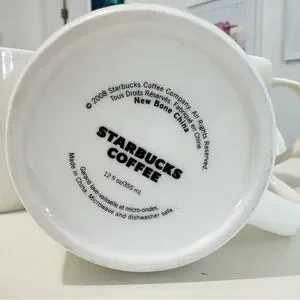 © 2008 Starbucks Coffee Company. All Rights Reserved
Tous Droits Réservés. Fabriqué en Chine.
New Bone China
STARBUCKS
COFFEE
12 fl oz/355 mL
Garanti lave-vaisselle et micro-ondes.
Made in China. Microwave and dishwasher safe.